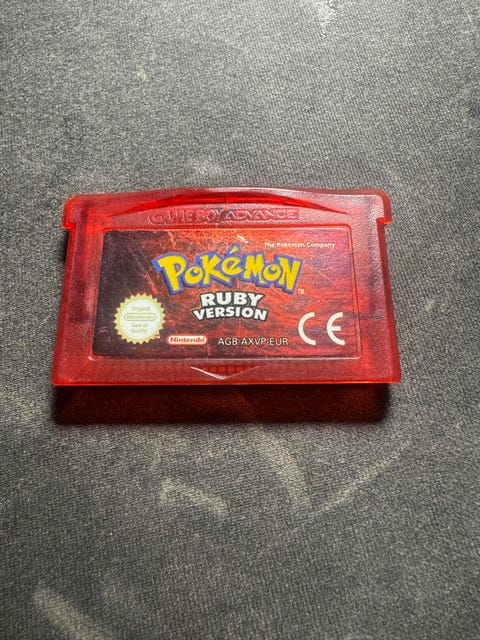 GAME BOY ADVANCE
The Pokémon Company
POKéMON
TM
RUBY
VERSION
Original
Nintendo
Seal of
Quality
Nintendo
AGB-AXVP-EUR
CE